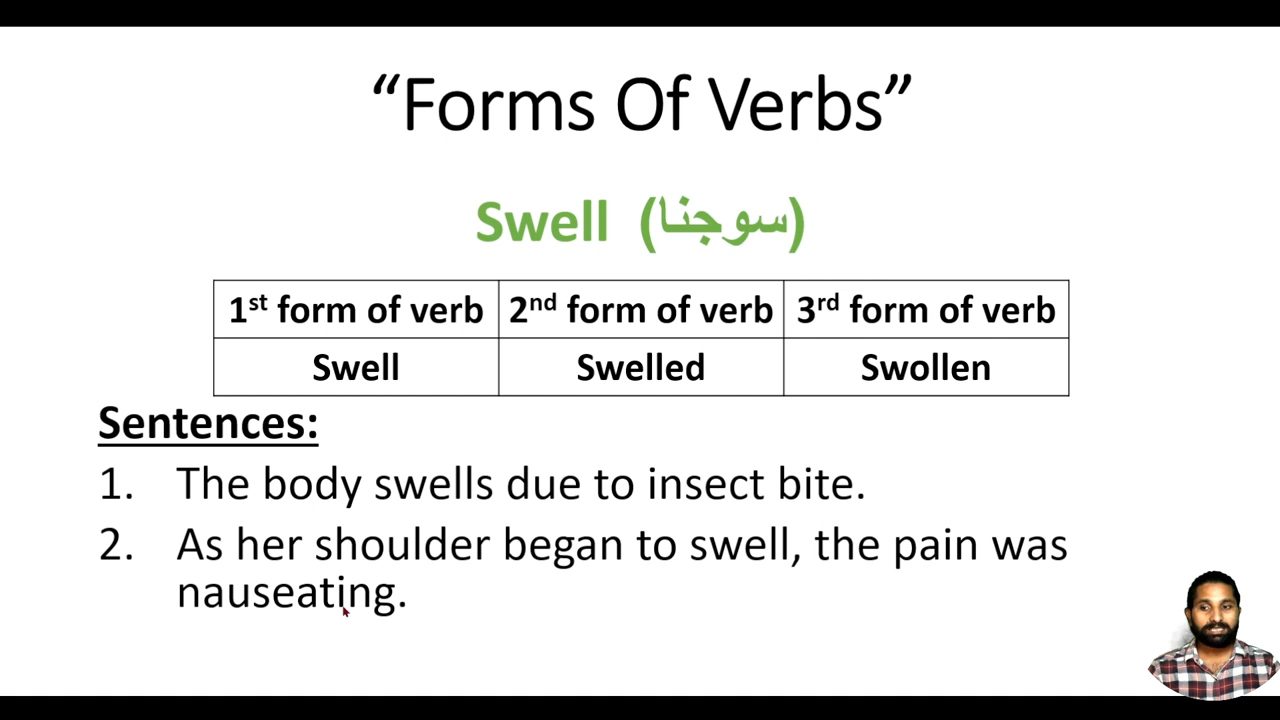 “Forms Of Verbs”
Swell (سوجنا)
1st form of verb 2nd form of verb 3rd form of verb
Swell Swelled Swollen
Sentences:
1. The body swells due to insect bite.
2. As her shoulder began to swell, the pain was
nauseating.